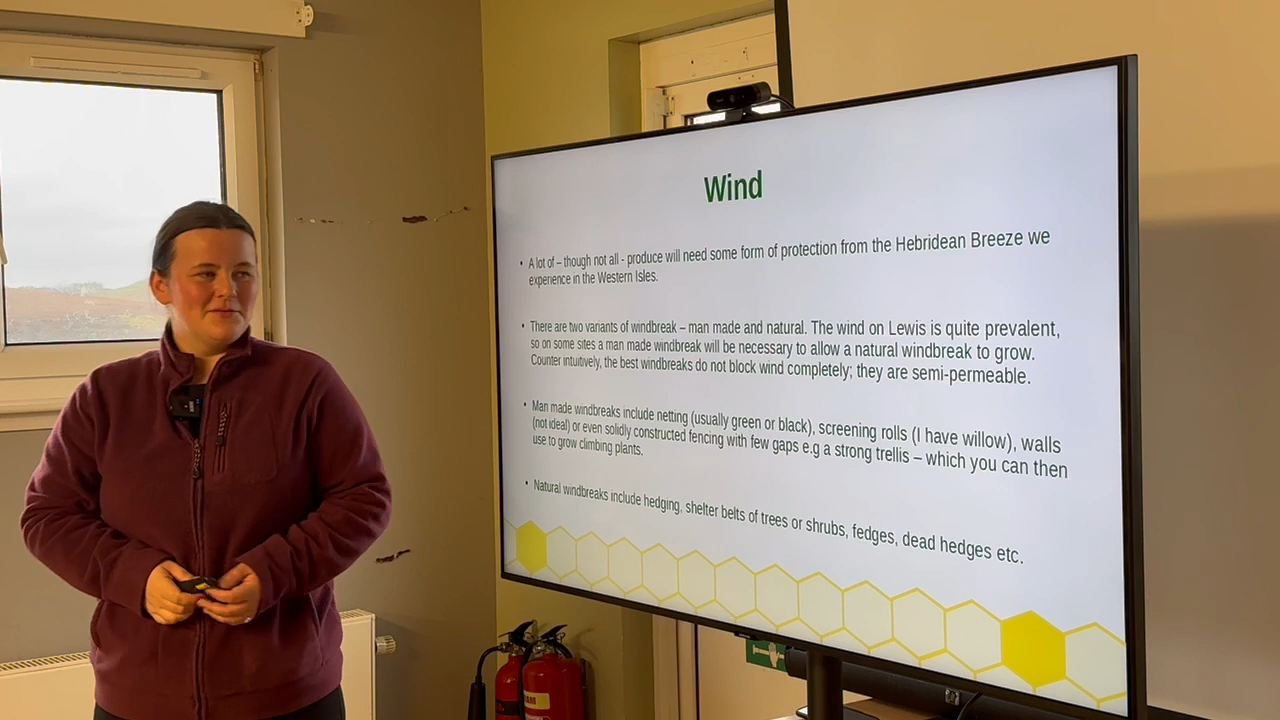 Wind
• A lot of – though not all - produce will need some form of protection from the Hebridean Breeze we
experience in the Western Isles.
• There are two variants of windbreak – man made and natural. The wind on Lewis is quite prevalent,
so on some sites a man made windbreak will be necessary to allow a natural windbreak to grow.
Counter intuitively, the best windbreaks do not block wind completely; they are semi-permeable.
• Man made windbreaks include netting (usually green or black), screening rolls (I have willow), walls
(not ideal) or even solidly constructed fencing with few gaps e.g a strong trellis – which you can then
use to grow climbing plants.
• Natural windbreaks include hedging, shelter belts of trees or shrubs, fedges, dead hedges etc.